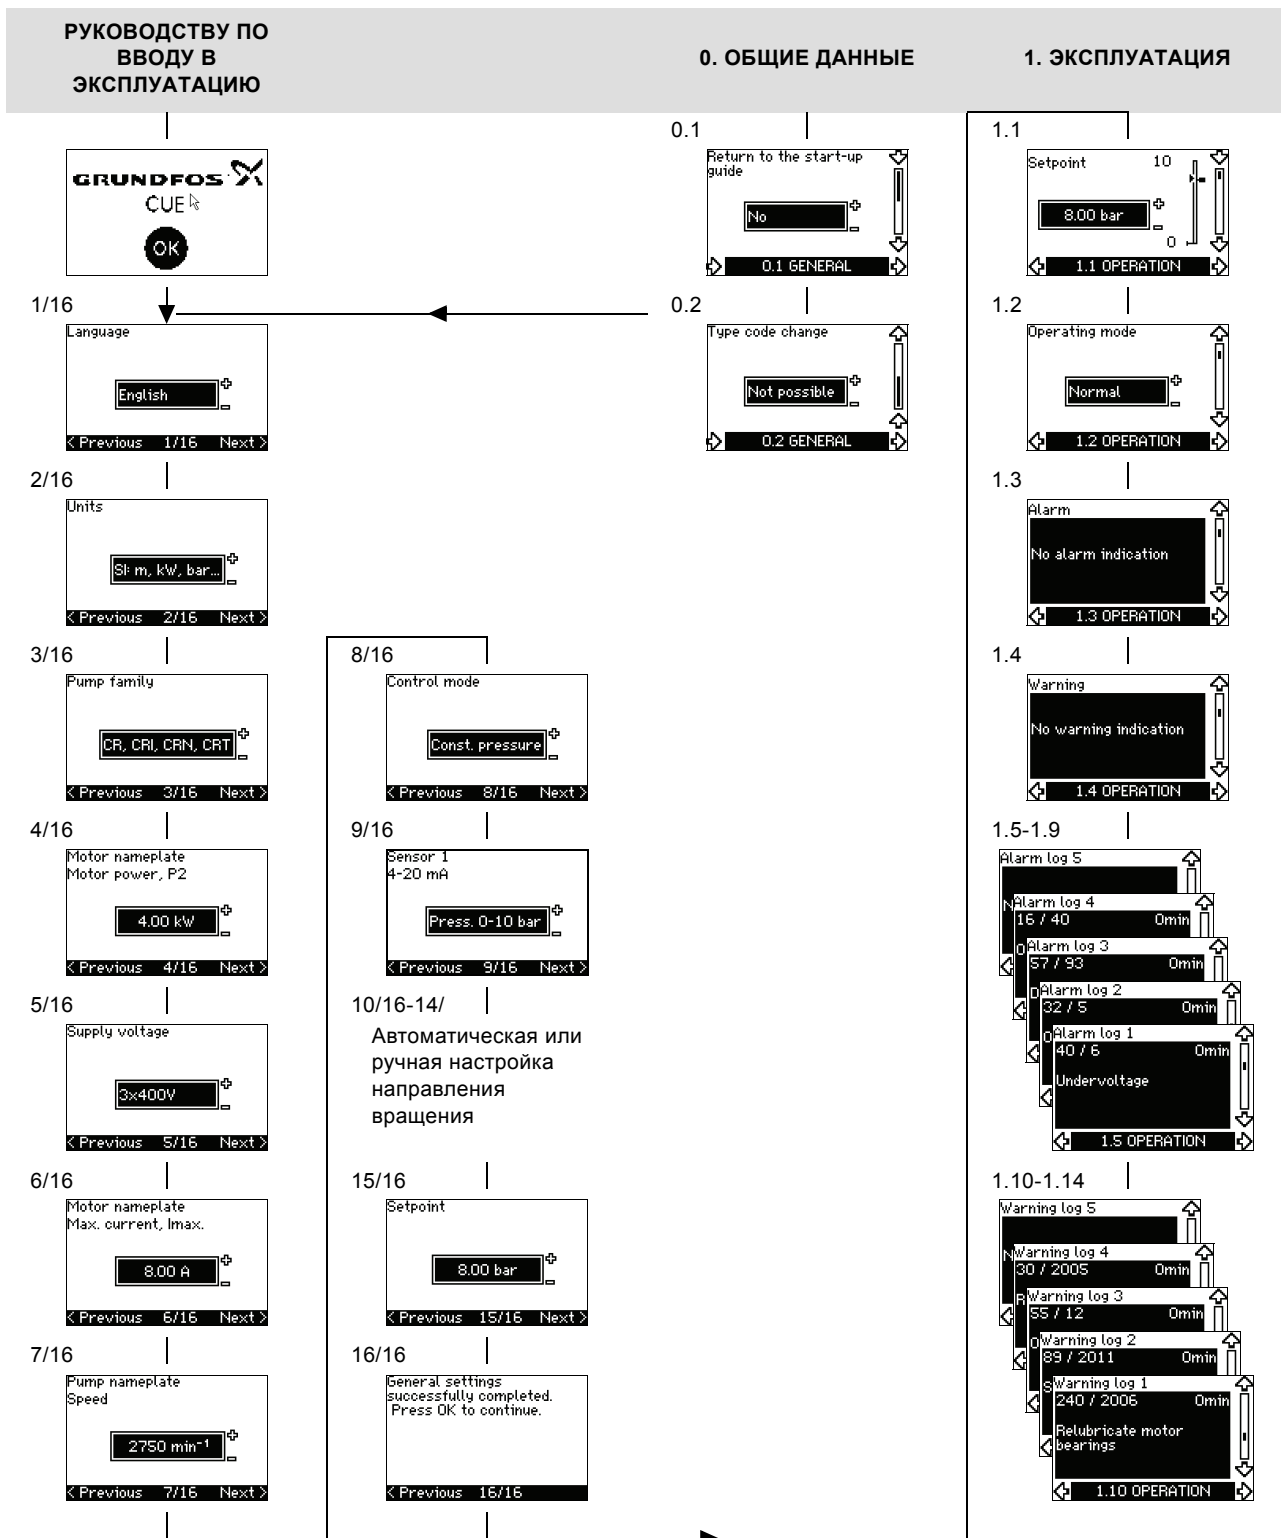 РУКОВОДСТВУ ПО
ВВОДУ В
ЭКСПЛУАТАЦИЮ
0. ОБЩИЕ ДАННЫЕ
1. ЭКСПЛУАТАЦИЯ
GRUNDFOS
CUE
OK
1/16
Language
English
< Previous 1/16 Next >
2/16
Units
SI: m, kW, bar...
< Previous 2/16 Next >
3/16
Pump family
CR, CRI, CRN, CRT
< Previous 3/16 Next >
4/16
Motor nameplate
Motor power, P2
4.00 kW
< Previous 4/16 Next >
5/16
Supply voltage
3x400V
< Previous 5/16 Next >
6/16
Motor nameplate
Max. current, Imax.
8.00 A
< Previous 6/16 Next >
7/16
Pump nameplate
Speed
2750 min⁻¹
< Previous 7/16 Next >
8/16
Control mode
Const. pressure
< Previous 8/16 Next >
9/16
Sensor 1
4-20 mA
Press. 0-10 bar
< Previous 9/16 Next >
10/16-14/
Автоматическая или
ручная настройка
направления
вращения
15/16
Setpoint
8.00 bar
< Previous 15/16 Next >
16/16
General settings
successfully completed.
Press OK to continue.
< Previous 16/16
0.1
Return to the start-up
guide
No
0.1 GENERAL
0.2
Type code change
Not possible
0.2 GENERAL
1.1
Setpoint 10
8.00 bar
0
1.1 OPERATION
1.2
Operating mode
Normal
1.2 OPERATION
1.3
Alarm
No alarm indication
1.3 OPERATION
1.4
Warning
No warning indication
1.4 OPERATION
1.5-1.9
Alarm log 5
N
Alarm log 4
16 / 40 0min
O
Alarm log 3
57 / 93 0min
Alarm log 2
32 / 5 0min
Alarm log 1
40 / 6 0min
Undervoltage
1.5 OPERATION
1.10-1.14
Warning log 5
N
Warning log 4
30 / 2005 0min
R
Warning log 3
55 / 12 0min
Warning log 2
89 / 2011 0min
S
Warning log 1
240 / 2006 0min
Relubricate motor
bearings
1.10 OPERATION